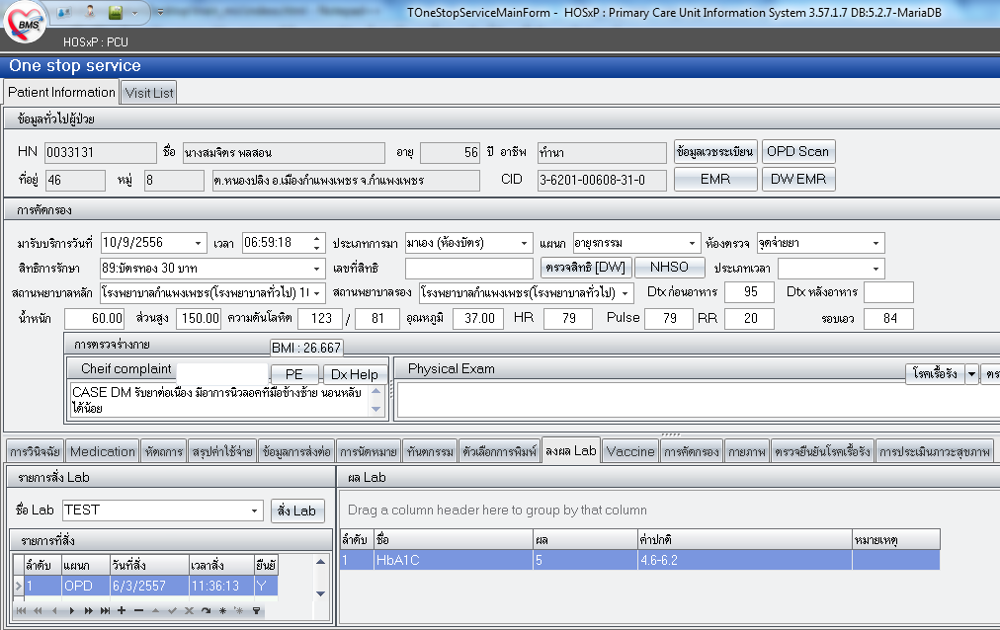 BMS
TOneStopServiceMainForm - HOSxP : Primary Care Unit Information System 3.57.1.7 DB:5.2.7-MariaDB
HOSxP : PCU
One stop service
Patient Information Visit List
ข้อมูลทั่วไปผู้ป่วย
HN 0033131 ชื่อ นางสมจิตร พลสอน อายุ 56 ปี อาชีพ ทำนา ข้อมูลเวชระเบียน OPD Scan
ที่อยู่ 46 หมู่ 8 ต.หนองปลิง อ.เมืองกำแพงเพชร จ.กำแพงเพชร CID 3-6201-00608-31-0 EMR DW EMR
การคัดกรอง
มารับบริการวันที่ 10/9/2556 เวลา 06:59:18 ประเภทการมา มาเอง (ห้องบัตร) แผนก อายุรกรรม ห้องตรวจ จุดจ่ายยา
สิทธิการรักษา 89:บัตรทอง 30 บาท เลขที่สิทธิ ตรวจสิทธิ [DW] NHSO ประเภทเวลา
สถานพยาบาลหลัก โรงพยาบาลกำแพงเพชร(โรงพยาบาลทั่วไป) 1 สถานพยาบาลรอง โรงพยาบาลกำแพงเพชร(โรงพยาบาลทั่วไป) Dtx ก่อนอาหาร 95 Dtx หลังอาหาร
น้ำหนัก 60.00 ส่วนสูง 150.00 ความดันโลหิต 123 / 81 อุณหภูมิ 37.00 HR 79 Pulse 79 RR 20 รอบเอว 84
การตรวจร่างกาย BMI : 26.667
Cheif complaint PE Dx Help Physical Exam โรคเรื้อรัง ตร
CASE DM รับยาต่อเนื่อง มีอาการนิวลอคที่มือข้างซ้าย นอนหลับ
ได้น้อย
การวินิจฉัย Medication หัตถการ สรุปค่าใช้จ่าย ข้อมูลการส่งต่อ การนัดหมาย ทันตกรรม ตัวเลือกการพิมพ์ ลงผล Lab Vaccine การคัดกรอง กายภาพ ตรวจยืนยันโรคเรื้อรัง การประเมินภาวะสุขภาพ
รายการสั่ง Lab ผล Lab
ชื่อ Lab TEST สั่ง Lab Drag a column header here to group by that column
รายการที่สั่ง ลำดับ ชื่อ ผล ค่าปกติ หมายเหตุ
1 HbA1C 5 4.6-6.2
ลำดับ แผนก วันที่สั่ง เวลาสั่ง ยืนยั
1 OPD 6/3/2557 11:36:13 Y